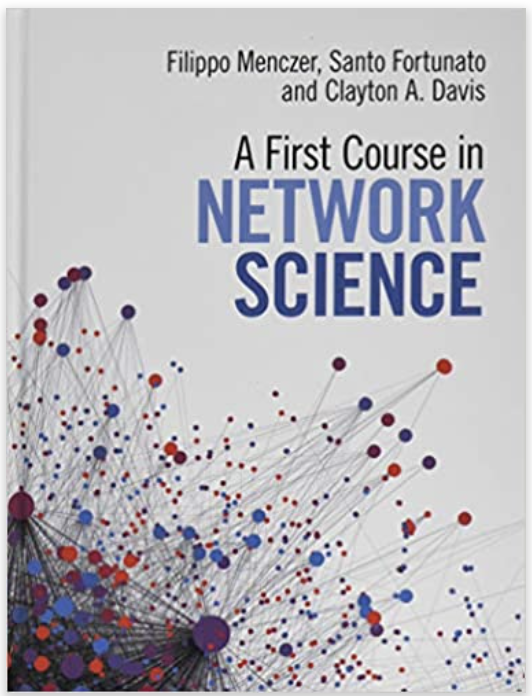 Filippo Menczer, Santo Fortunato
and Clayton A. Davis
A First Course in
NETWORK
SCIENCE